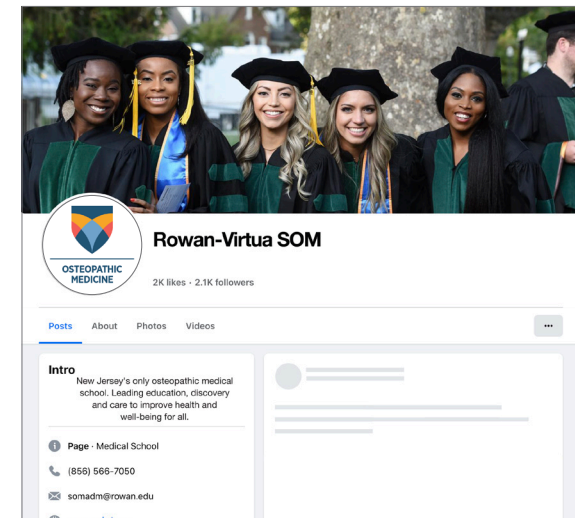 OSTEOPATHIC
MEDICINE
Rowan-Virtua SOM
2K likes · 2.1K followers
Posts About Photos Videos
Intro
New Jersey's only osteopathic medical
school. Leading education, discovery
and care to improve health and
well-being for all.
Page · Medical School
(856) 566-7050
somadm@rowan.edu